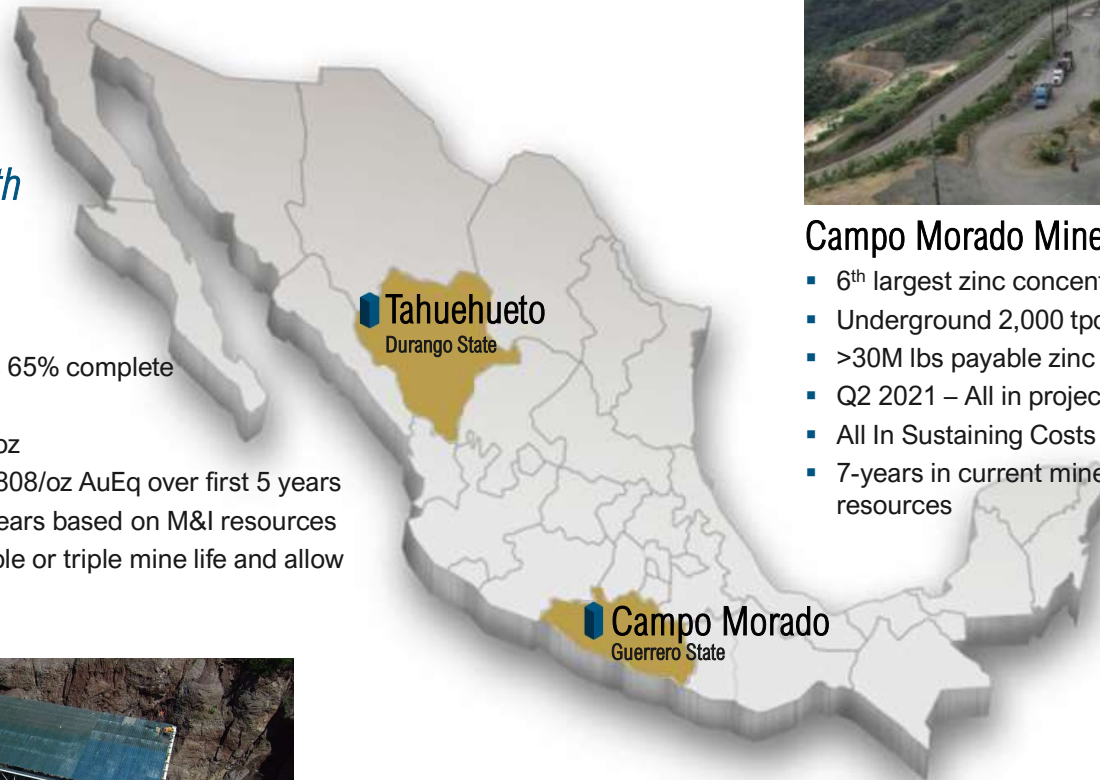 th
65% complete
oz
308/oz AuEq over first 5 years
ears based on M&I resources
ple or triple mine life and allow
Tahuehueto
Durango State
Campo Morado
Guerrero State
Campo Morado Mine
▪ 6th largest zinc concent
▪ Underground 2,000 tpd
▪ >30M lbs payable zinc
▪ Q2 2021 – All in projec
▪ All In Sustaining Costs
▪ 7-years in current mine
resources